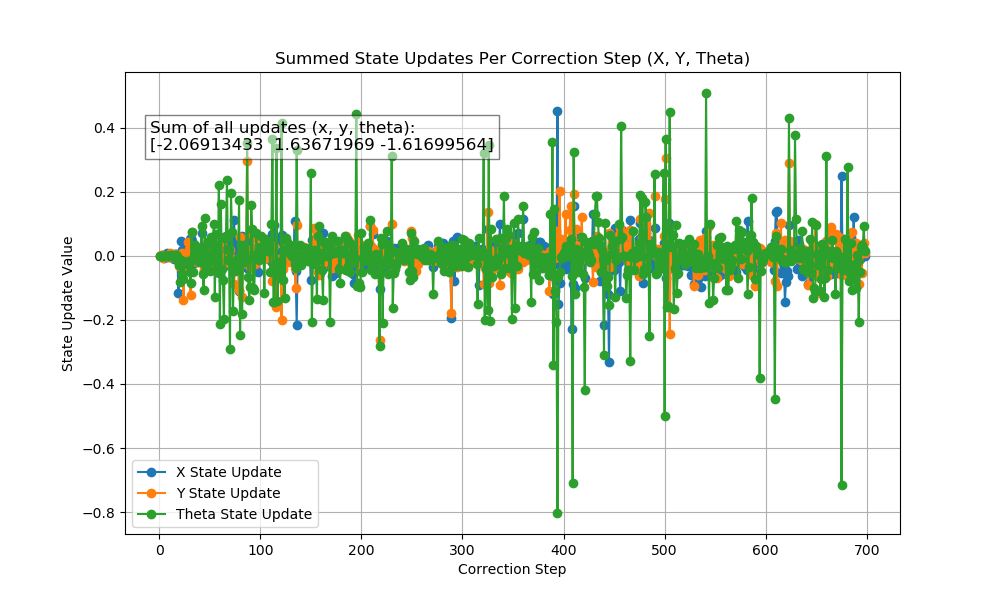 Summed State Updates Per Correction Step (X, Y, Theta)
Sum of all updates (x, y, theta):
[-2.06913433  1.63671969 -1.61699564]
State Update Value
0.4
0.2
0.0
−0.2
−0.4
−0.6
−0.8
X State Update
Y State Update
Theta State Update
0 100 200 300 400 500 600 700
Correction Step